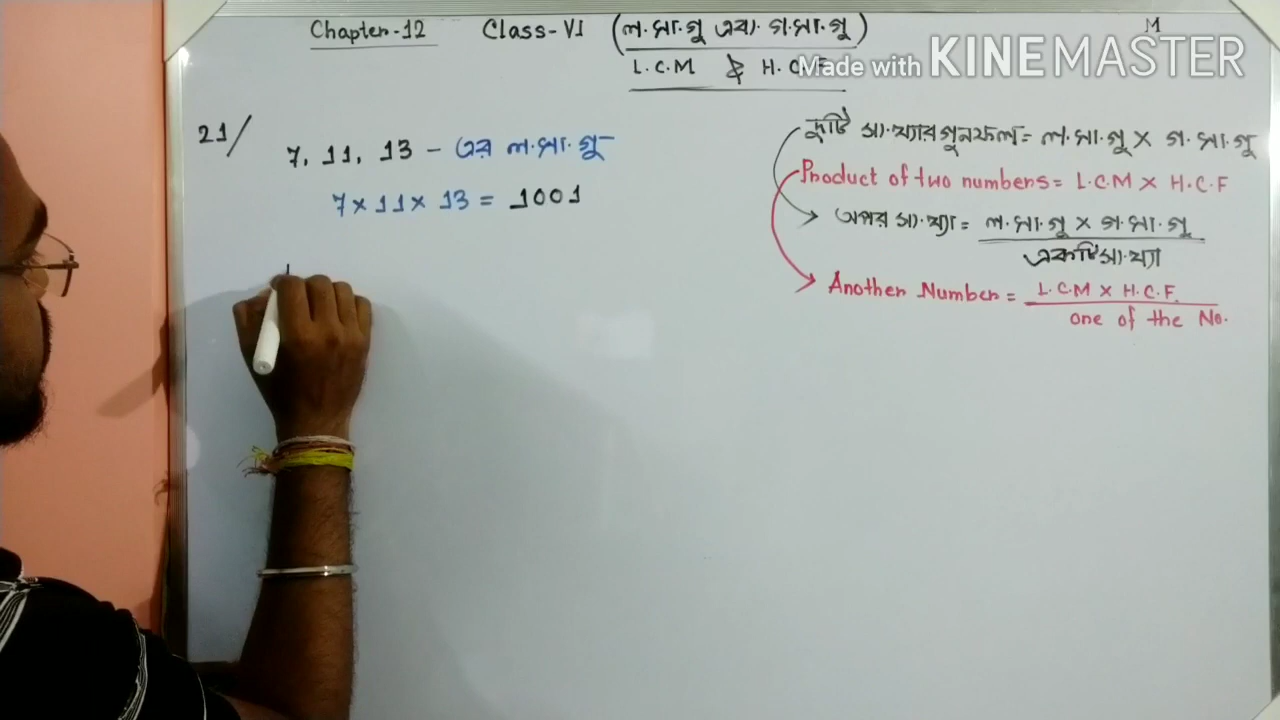 Chapter-12 Class-VI (ল.সা.গু এবং গ.সা.গু)
L.C.M & H.C.F
M
Made with KINEMASTER
21/ 7, 11, 13 - এর ল.সা.গু
7 × 11 × 13 = 1001
দুটি সংখ্যার গুনফল = ল.সা.গু × গ.সা.গু
Product of two numbers = L.C.M × H.C.F
অপর সংখ্যা = ল.সা.গু × গ.সা.গু
একটি সংখ্যা
Another Number = L.C.M × H.C.F.
one of the No.